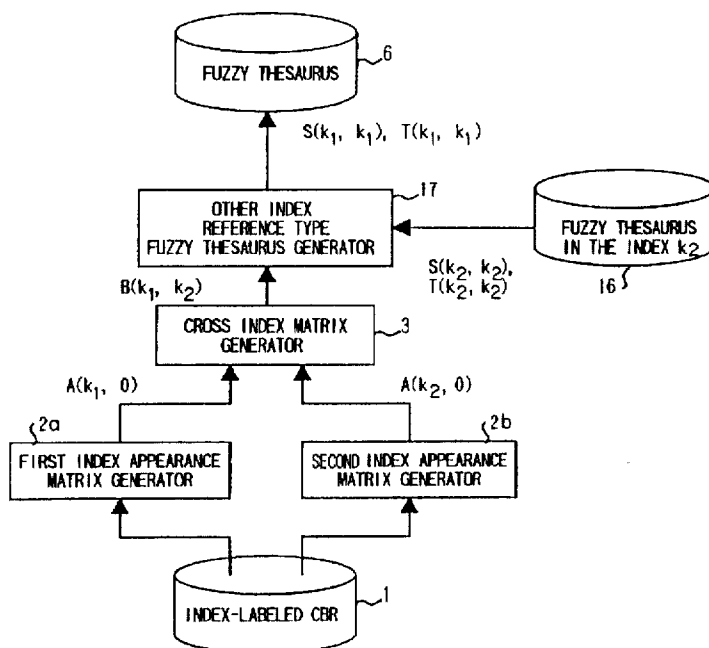 6
FUZZY THESAURUS
S(k1, k1), T(k1, k1)
17
OTHER INDEX
REFERENCE TYPE
FUZZY THESAURUS GENERATOR
FUZZY THESAURUS
IN THE INDEX k2
16
S(k2, k2),
T(k2, k2)
B(k1, k2)
CROSS INDEX MATRIX
GENERATOR
3
A(k1, 0)
A(k2, 0)
2a
2b
FIRST INDEX APPEARANCE
MATRIX GENERATOR
SECOND INDEX APPEARANCE
MATRIX GENERATOR
1
INDEX-LABELED CBR